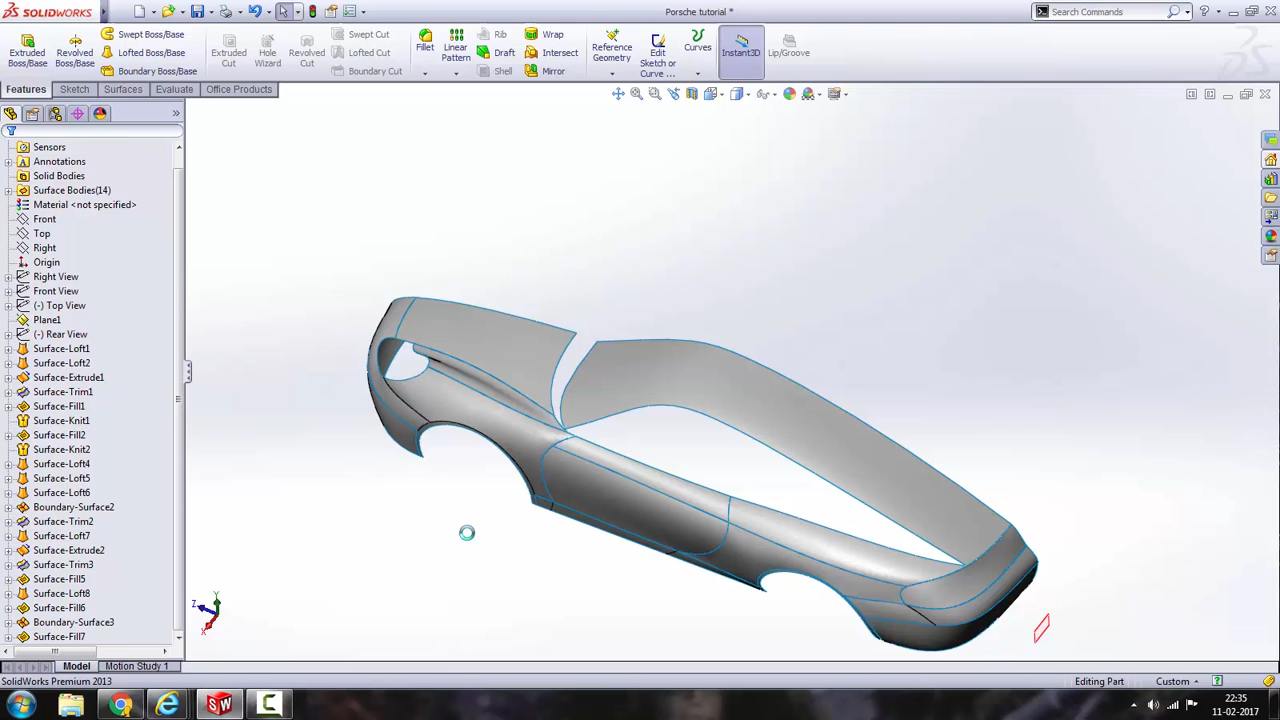 SOLIDWORKS
Porsche tutorial *
Search Commands
Extruded Boss/Base
Revolved Boss/Base
Swept Boss/Base
Lofted Boss/Base
Boundary Boss/Base
Extruded Cut
Hole Wizard
Revolved Cut
Swept Cut
Lofted Cut
Boundary Cut
Fillet
Linear Pattern
Rib
Draft
Shell
Wrap
Intersect
Mirror
Reference Geometry
Edit Sketch or Curve ...
Curves
Instant3D
Lip/Groove
Features
Sketch
Surfaces
Evaluate
Office Products
Sensors
Annotations
Solid Bodies
Surface Bodies(14)
Material <not specified>
Front
Top
Right
Origin
Right View
Front View
(-) Top View
Plane1
(-) Rear View
Surface-Loft1
Surface-Loft2
Surface-Extrude1
Surface-Trim1
Surface-Fill1
Surface-Knit1
Surface-Fill2
Surface-Knit2
Surface-Loft4
Surface-Loft5
Surface-Loft6
Boundary-Surface2
Surface-Trim2
Surface-Loft7
Surface-Extrude2
Surface-Trim3
Surface-Fill5
Surface-Loft8
Surface-Fill6
Boundary-Surface3
Surface-Fill7
Y
Z
X
Model
Motion Study 1
SolidWorks Premium 2013
Editing Part
Custom
22:35
11-02-2017